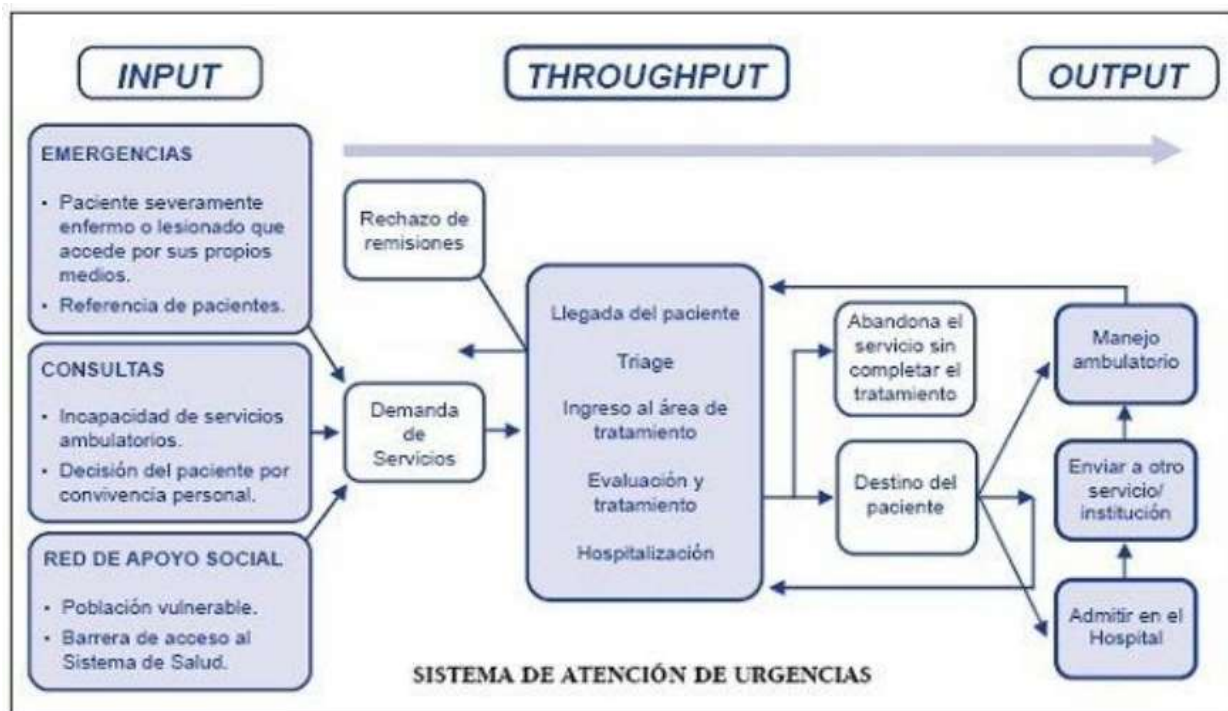 INPUT
THROUGHPUT
OUTPUT
EMERGENCIAS
• Paciente severamente
enfermo o lesionado que
accede por sus propios
medios.
• Referencia de pacientes.
CONSULTAS
• Incapacidad de servicios
ambulatorios.
• Decisión del paciente por
convivencia personal.
RED DE APOYO SOCIAL
• Población vulnerable.
• Barrera de acceso al
Sistema de Salud.
Rechazo de
remisiones
Demanda
de
Servicios
Llegada del paciente
Triage
Ingreso al área de
tratamiento
Evaluación y
tratamiento
Hospitalización
Abandona el
servicio sin
completar el
tratamiento
Destino del
paciente
Manejo
ambulatorio
Enviar a otro
servicio/
institución
Admitir en el
Hospital
SISTEMA DE ATENCIÓN DE URGENCIAS